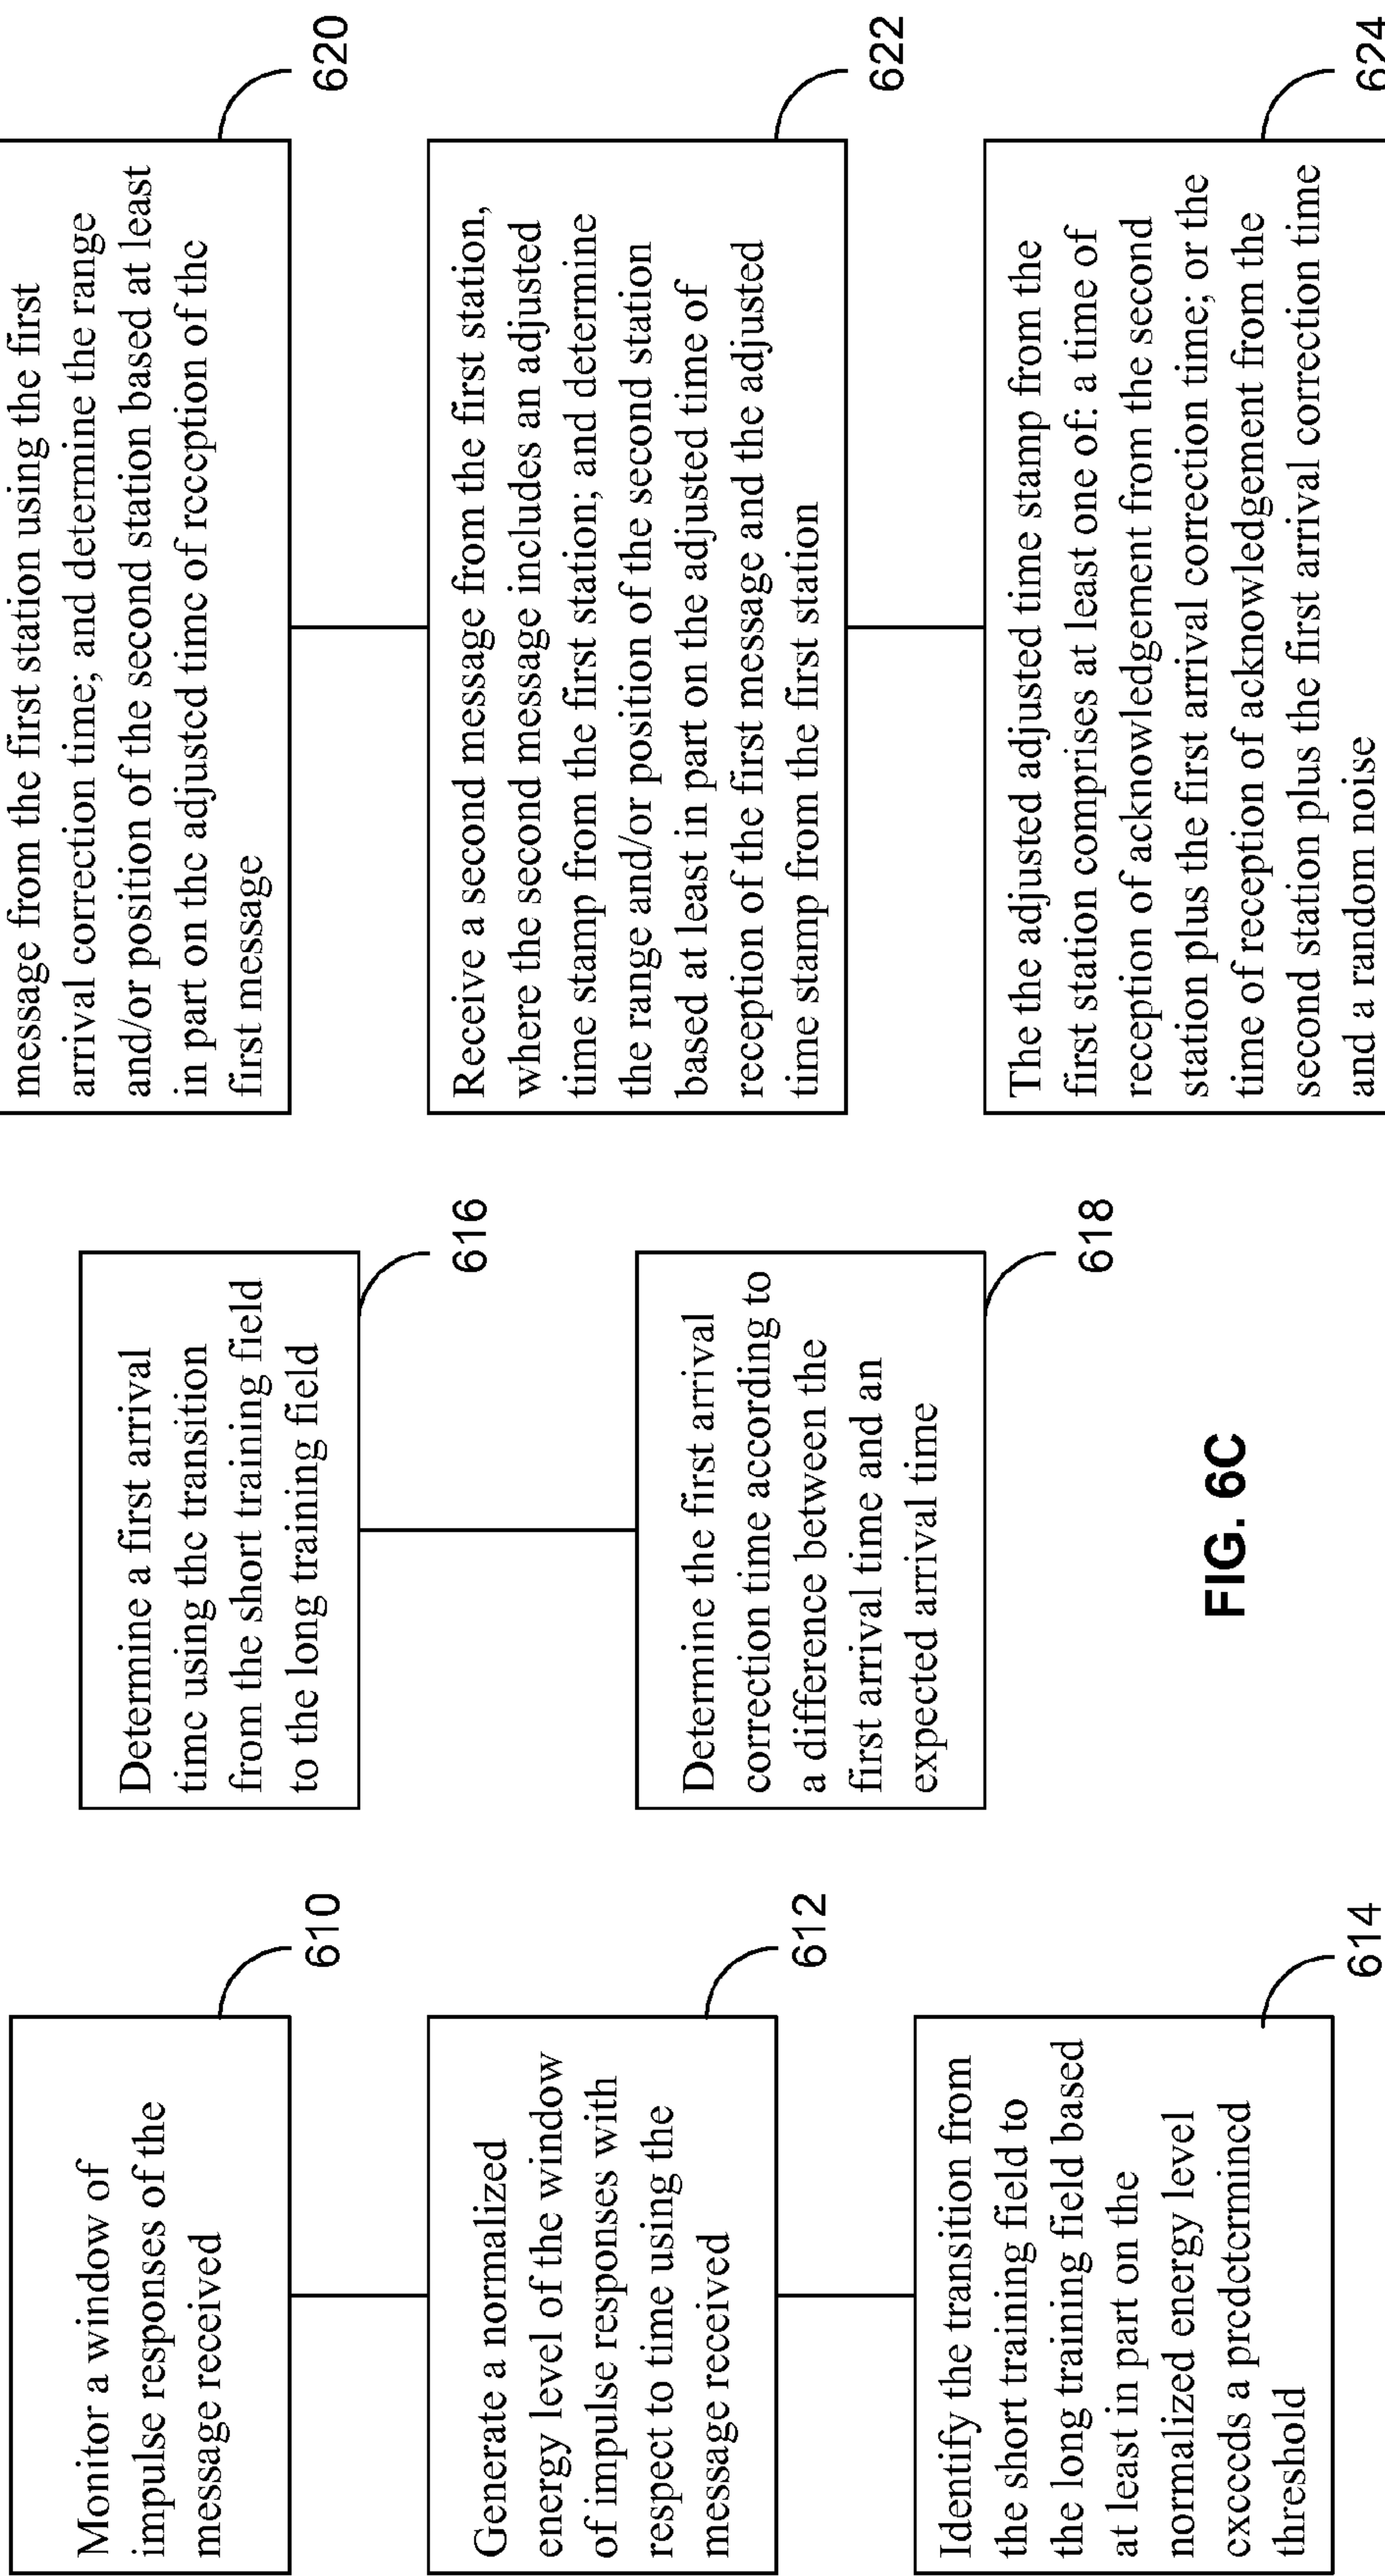 Monitor a window of
impulse responses of the
message received
610
Generate a normalized
energy level of the window
of impulse responses with
respect to time using the
message received
612
Identify the transition from
the short training field to
the long training field based
at least in part on the
normalized energy level
exceeds a predetermined
threshold
614
Determine a first arrival
time using the transition
from the short training field
to the long training field
616
Determine the first arrival
correction time according to
a difference between the
first arrival time and an
expected arrival time
618
message from the first station using the first
arrival correction time; and determine the range
and/or position of the second station based at least
in part on the adjusted time of reception of the
first message
620
Receive a second message from the first station,
where the second message includes an adjusted
time stamp from the first station; and determine
the range and/or position of the second station
based at least in part on the adjusted time of
reception of the first message and the adjusted
time stamp from the first station
622
The the adjusted adjusted time stamp from the
first station comprises at least one of: a time of
reception of acknowledgement from the second
station plus the first arrival correction time; or the
time of reception of acknowledgement from the
second station plus the first arrival correction time
and a random noise
624
FIG. 6C